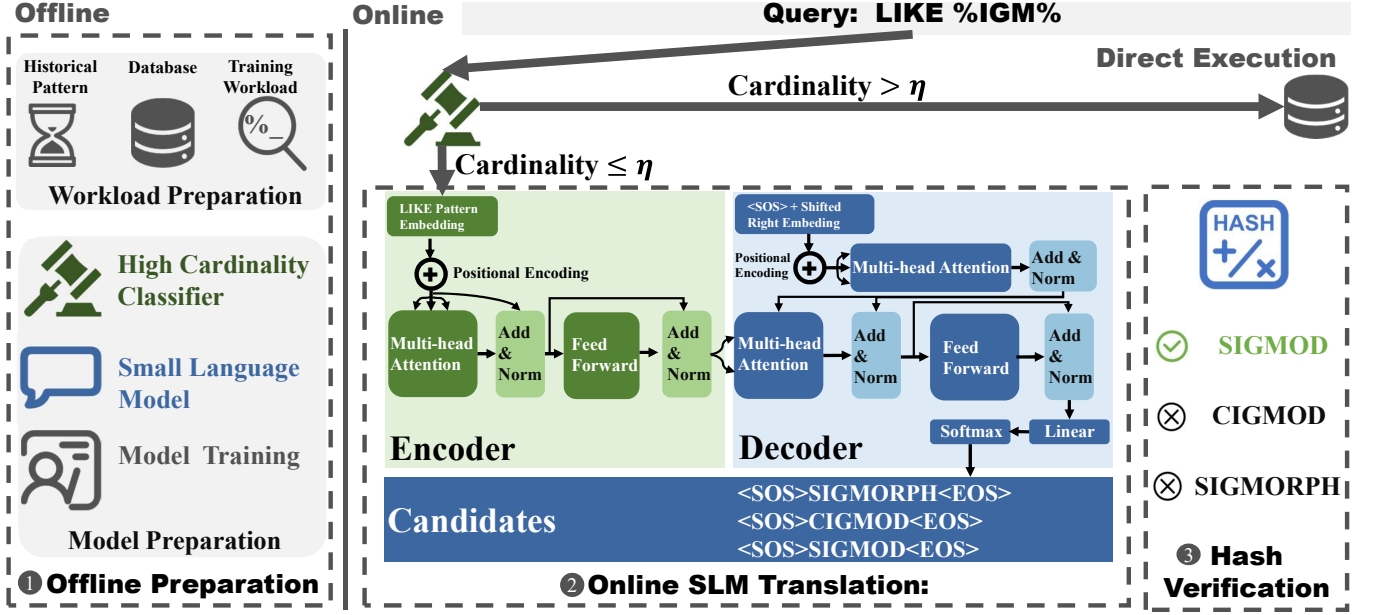 Offline
Historical Pattern
Database
Training Workload
%_
Workload Preparation
High Cardinality
Classifier
Small Language
Model
Model Training
Model Preparation
1 Offline Preparation
Online
Query: LIKE %IGM%
Direct Execution
Cardinality > η
Cardinality ≤ η
LIKE Pattern
Embedding
Positional Encoding
Multi-head
Attention
Add
&
Norm
Feed
Forward
Add
&
Norm
Encoder
<SOS> + Shifted
Right Embeding
Positional
Encoding
Multi-head Attention
Add &
Norm
Multi-head
Attention
Add
&
Norm
Feed
Forward
Add
&
Norm
Softmax
Linear
Decoder
Candidates
<SOS>SIGMORPH<EOS>
<SOS>CIGMOD<EOS>
<SOS>SIGMOD<EOS>
2 Online SLM Translation:
HASH
+/×
SIGMOD
CIGMOD
SIGMORPH
3 Hash
Verification